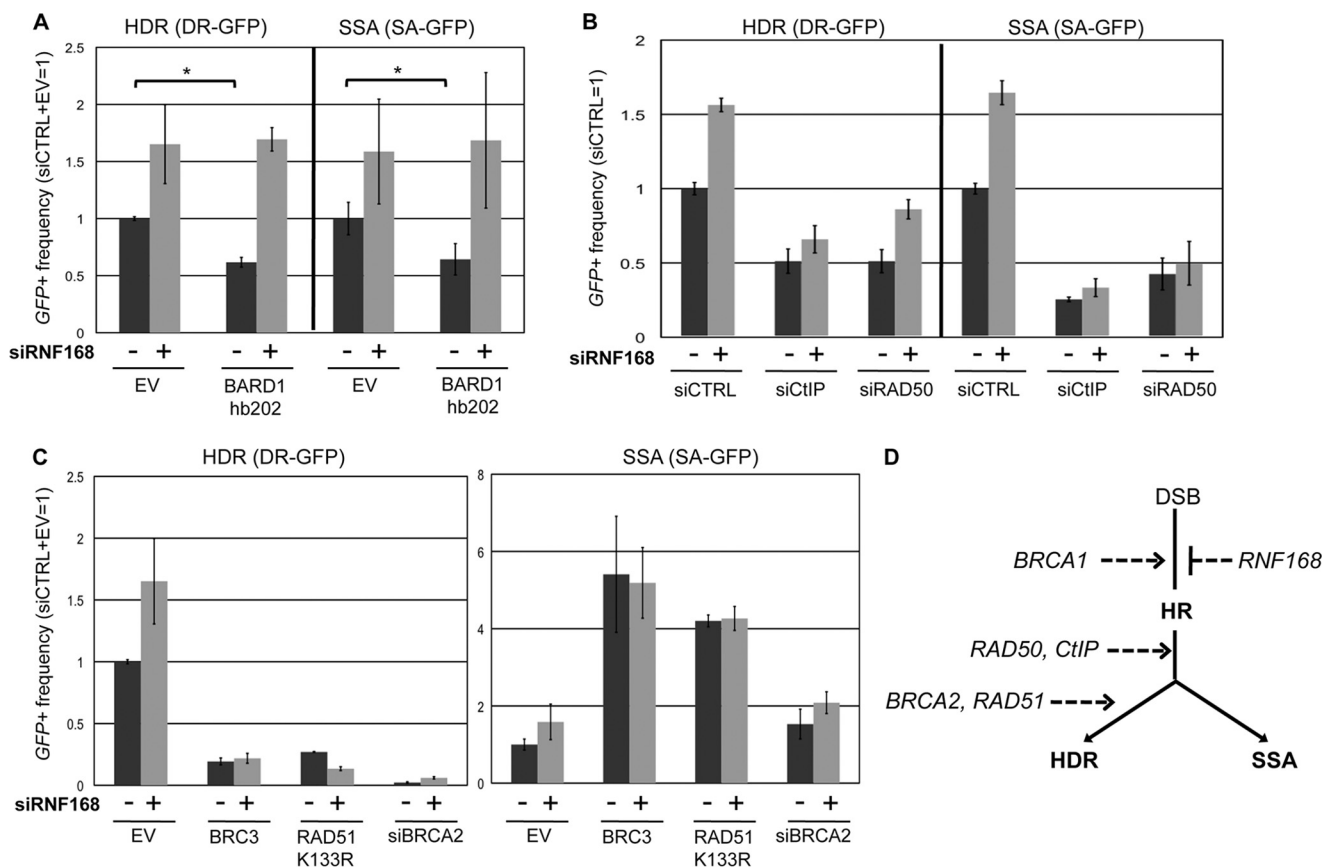 A
HDR (DR-GFP)
SSA (SA-GFP)
GFP+ frequency (siCTRL+EV=1)
2.5
2
1.5
1
0.5
0
*
*
siRNF168
- + - + - + - +
EV
BARD1
hb202
EV
BARD1
hb202
B
HDR (DR-GFP)
SSA (SA-GFP)
GFP+ frequency (siCTRL=1)
2
1.5
1
0.5
0
siRNF168
- + - + - + - + - + - +
siCTRL
siCtIP
siRAD50
siCTRL
siCtIP
siRAD50
C
HDR (DR-GFP)
GFP+ frequency (siCTRL+EV=1)
2.5
2
1.5
1
0.5
0
siRNF168
- + - + - + - +
EV
BRC3
RAD51
K133R
siBRCA2
SSA (SA-GFP)
8
6
4
2
0
- + - + - + - +
EV
BRC3
RAD51
K133R
siBRCA2
D
DSB
BRCA1
RNF168
HR
RAD50, CtIP
BRCA2, RAD51
HDR
SSA